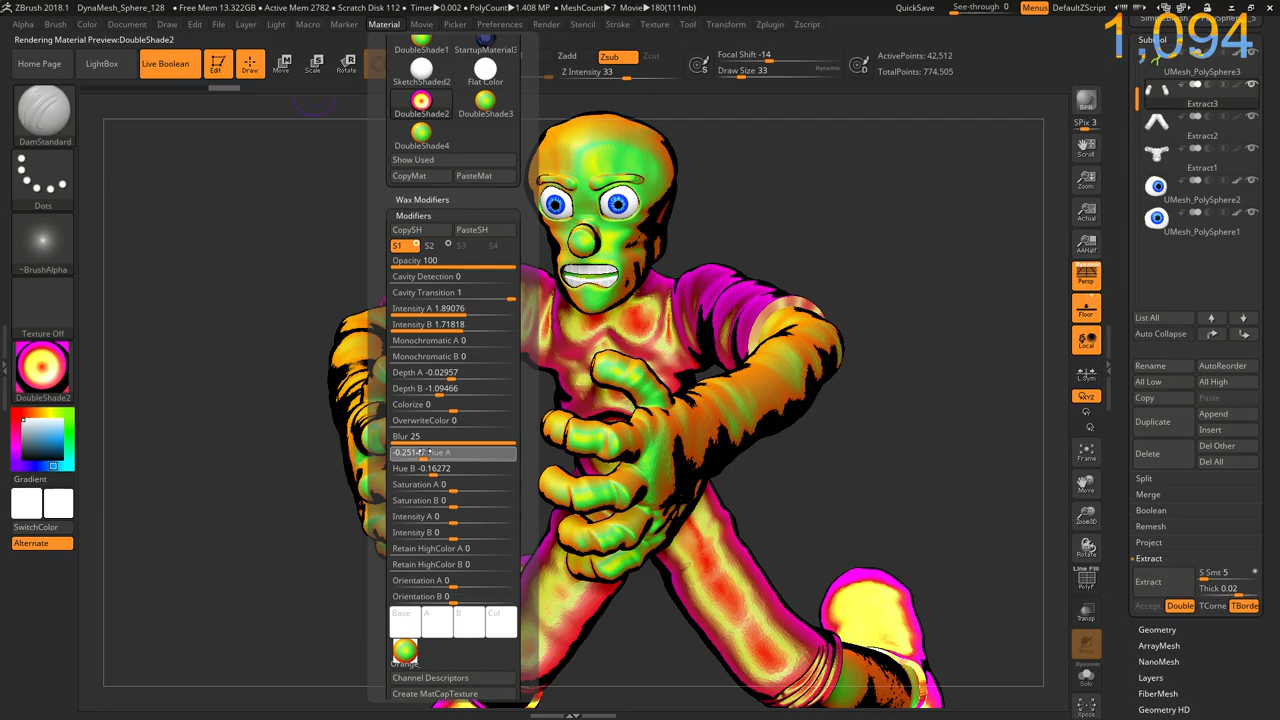 ZBrush 2018.1 DynaMesh_Sphere_128 • Free Mem 13.322GB • Active Mem 2782 • Scratch Disk 112 • Timer▸0.002 • PolyCount▸1.408 MP • MeshCount▸7 Movie▸180(111mb)
QuickSave See-through 0 Menus DefaultZScript
1,094
Alpha Brush Color Document Draw Edit File Layer Light Macro Marker Material Movie Picker Preferences Render Stencil Stroke Texture Tool Transform Zplugin Zscript
Rendering Material Preview:DoubleShade2
Home Page LightBox Live Boolean Edit Draw Move Scale Rotate
Zadd Zsub Zcut
Z Intensity 33
Focal Shift -14
Draw Size 33 Dynamic
ActivePoints: 42,512
TotalPoints: 774,505
DamStandard
Dots
~BrushAlpha
Texture Off
DoubleShade2
Gradient
SwitchColor
Alternate
DoubleShade1 StartupMaterial3
SketchShaded2 Flat Color
DoubleShade2 DoubleShade3
DoubleShade4
Show Used
CopyMat PasteMat
Wax Modifiers
Modifiers
CopySH PasteSH
S1 S2 S3 S4
Opacity 100
Cavity Detection 0
Cavity Transition 1
Intensity A 1.89076
Intensity B 1.71818
Monochromatic A 0
Monochromatic B 0
Depth A -0.02957
Depth B -1.09466
Colorize 0
OverwriteColor 0
Blur 25
Hue B -0.16272
Saturation A 0
Saturation B 0
Intensity A 0
Intensity B 0
Retain HighColor A 0
Retain HighColor B 0
Orientation A 0
Orientation B 0
Base A B Col
Orange_
Channel Descriptors
Create MatCapTexture
BPR
SPix 3
Scroll
Zoom
Actual
AAHalf
Dynamic
Persp
Floor
Local
L.Sym
XYZ
Frame
Move
Zoom3D
Rotate
Line Fill
PolyF
Transp
Dynamic
Solo
Xpose
Subtool
UMesh_PolySphere3
Extract3
Extract2
Extract1
UMesh_PolySphere2
UMesh_PolySphere1
List All
Auto Collapse
Rename AutoReorder
All Low All High
Copy Paste
Duplicate Append
Insert
Delete Del Other
Del All
Split
Merge
Boolean
Remesh
Project
Extract
Extract S Smt 5
Thick 0.02
Accept Double TCorne TBorde
Geometry
ArrayMesh
NanoMesh
Layers
FiberMesh
Geometry HD